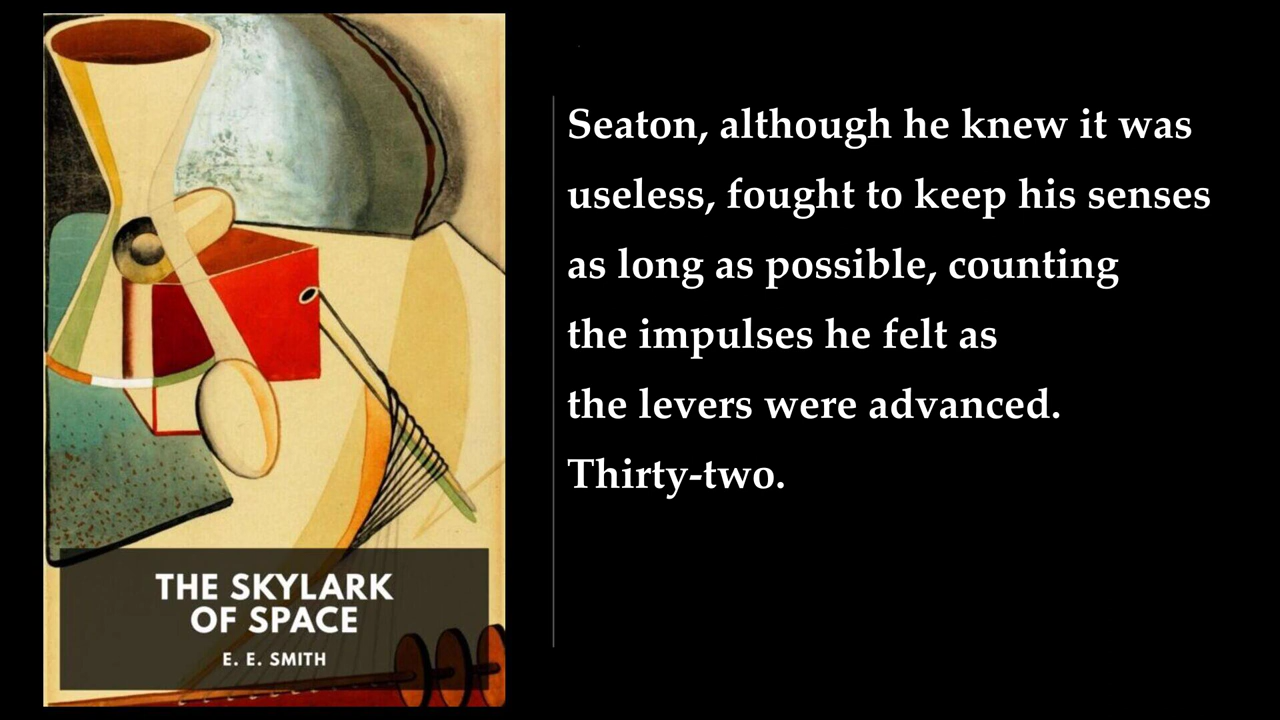 THE SKYLARK
OF SPACE
E. E. SMITH
Seaton, although he knew it was
useless, fought to keep his senses
as long as possible, counting
the impulses he felt as
the levers were advanced.
Thirty-two.